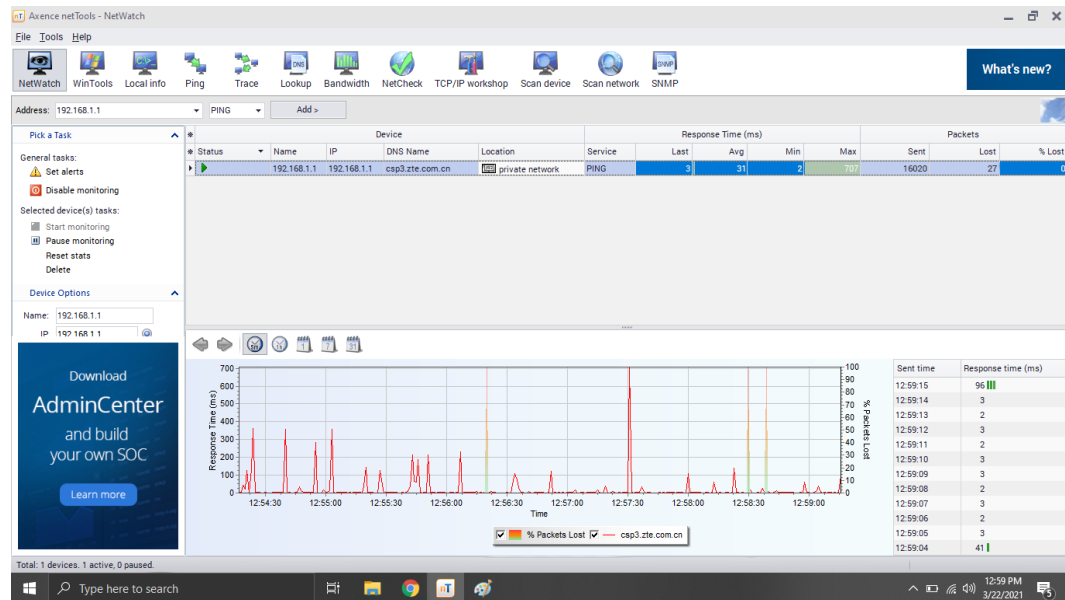 nT Axence netTools - NetWatch
File Tools Help
NetWatch WinTools Local info Ping Trace Lookup Bandwidth NetCheck TCP/IP workshop Scan device Scan network SNMP
DNS
SNMP
What's new?
Address: 192.168.1.1 PING Add >
Pick a Task
General tasks:
Set alerts
Disable monitoring
Selected device(s) tasks:
Start monitoring
Pause monitoring
Reset stats
Delete
Device Options
Name: 192.168.1.1
IP 192.168.1.1
Device Response Time (ms) Packets
Status Name IP DNS Name Location Service Last Avg Min Max Sent Lost % Lost
192.168.1.1 192.168.1.1 csp3.zte.com.cn private network PING 3 31 2 707 16020 27 0
Download
AdminCenter
and build
your own SOC
Learn more
1 7 31
Response Time (ms)
700
600
500
400
300
200
100
0
100
90
80
70
60
50
40
30
20
10
0
% Packets Lost
12:54:30 12:55:00 12:55:30 12:56:00 12:56:30 12:57:00 12:57:30 12:58:00 12:58:30 12:59:00
Time
% Packets Lost csp3.zte.com.cn
Sent time Response time (ms)
12:59:15 96
12:59:14 3
12:59:13 2
12:59:12 3
12:59:11 2
12:59:10 3
12:59:09 3
12:59:08 2
12:59:07 3
12:59:06 2
12:59:05 3
12:59:04 41
Total: 1 devices. 1 active, 0 paused.
Type here to search
nT
12:59 PM
3/22/2021
5